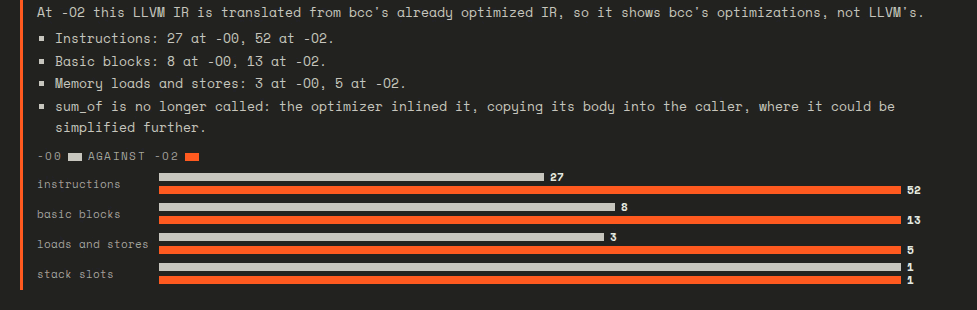 At -O2 this LLVM IR is translated from bcc's already optimized IR, so it shows bcc's optimizations, not LLVM's.
Instructions: 27 at -O0, 52 at -O2.
Basic blocks: 8 at -O0, 13 at -O2.
Memory loads and stores: 3 at -O0, 5 at -O2.
sum_of is no longer called: the optimizer inlined it, copying its body into the caller, where it could be
simplified further.
-O0 AGAINST -O2
instructions 27 52
basic blocks 8 13
loads and stores 3 5
stack slots 1 1